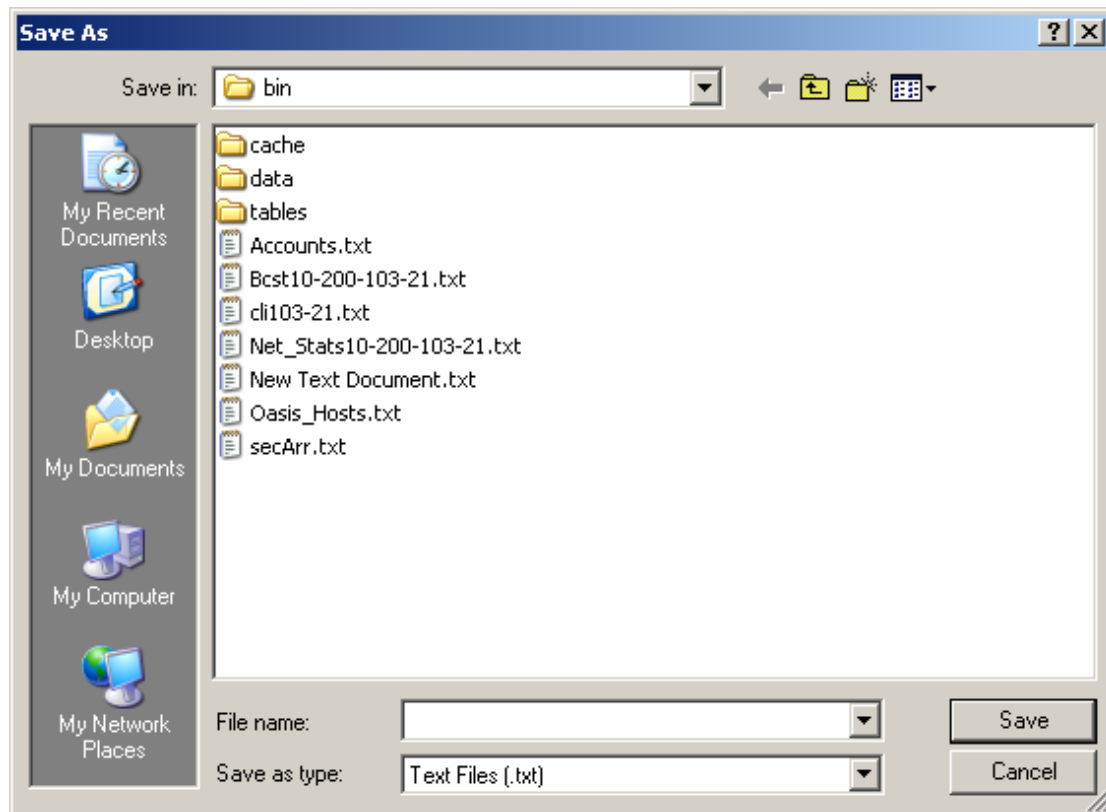 Save As
Save in:
bin
My Recent
Documents
Desktop
My Documents
My Computer
My Network
Places
cache
data
tables
Accounts.txt
Bcst10-200-103-21.txt
cli103-21.txt
Net_Stats10-200-103-21.txt
New Text Document.txt
Oasis_Hosts.txt
secArr.txt
File name:
Save
Save as type:
Text Files (.txt)
Cancel